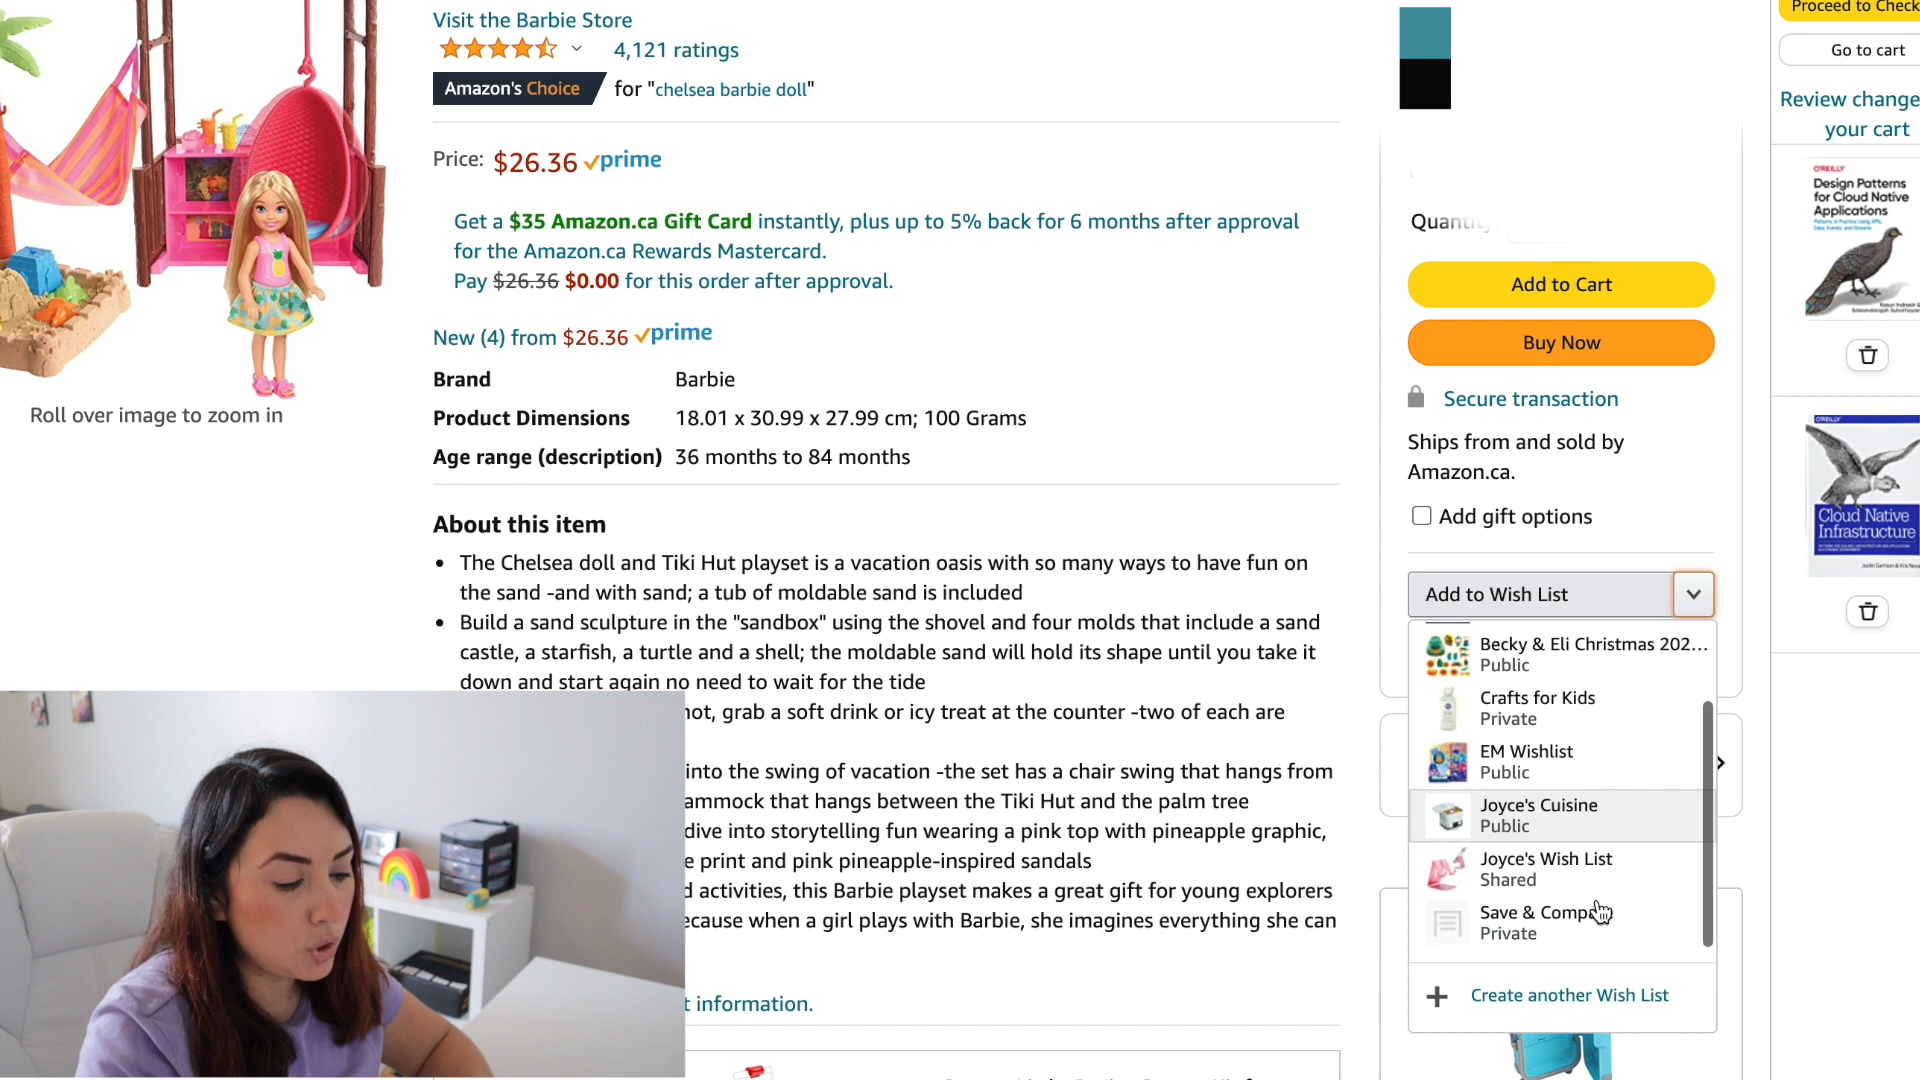 Visit the Barbie Store
4,121 ratings
Amazon's Choice for "chelsea barbie doll"
Price: $26.36 prime
Get a $35 Amazon.ca Gift Card instantly, plus up to 5% back for 6 months after approval
for the Amazon.ca Rewards Mastercard.
Pay $26.36 $0.00 for this order after approval.
New (4) from $26.36 prime
Brand Barbie
Product Dimensions 18.01 x 30.99 x 27.99 cm; 100 Grams
Age range (description) 36 months to 84 months
Roll over image to zoom in
About this item
• The Chelsea doll and Tiki Hut playset is a vacation oasis with so many ways to have fun on
the sand -and with sand; a tub of moldable sand is included
• Build a sand sculpture in the "sandbox" using the shovel and four molds that include a sand
castle, a starfish, a turtle and a shell; the moldable sand will hold its shape until you take it
down and start again no need to wait for the tide
not, grab a soft drink or icy treat at the counter -two of each are
into the swing of vacation -the set has a chair swing that hangs from
ammock that hangs between the Tiki Hut and the palm tree
dive into storytelling fun wearing a pink top with pineapple graphic,
e print and pink pineapple-inspired sandals
d activities, this Barbie playset makes a great gift for young explorers
ecause when a girl plays with Barbie, she imagines everything she can
t information.
Quantity
Add to Cart
Buy Now
Secure transaction
Ships from and sold by
Amazon.ca.
Add gift options
Add to Wish List
Becky & Eli Christmas 202...
Public
Crafts for Kids
Private
EM Wishlist
Public
Joyce's Cuisine
Public
Joyce's Wish List
Shared
Save & Compa
Private
Create another Wish List
Proceed to Check
Go to cart
Review change
your cart
O'REILLY
Design Patterns
for Cloud Native
Applications
O'REILLY
Cloud Native
Infrastructure